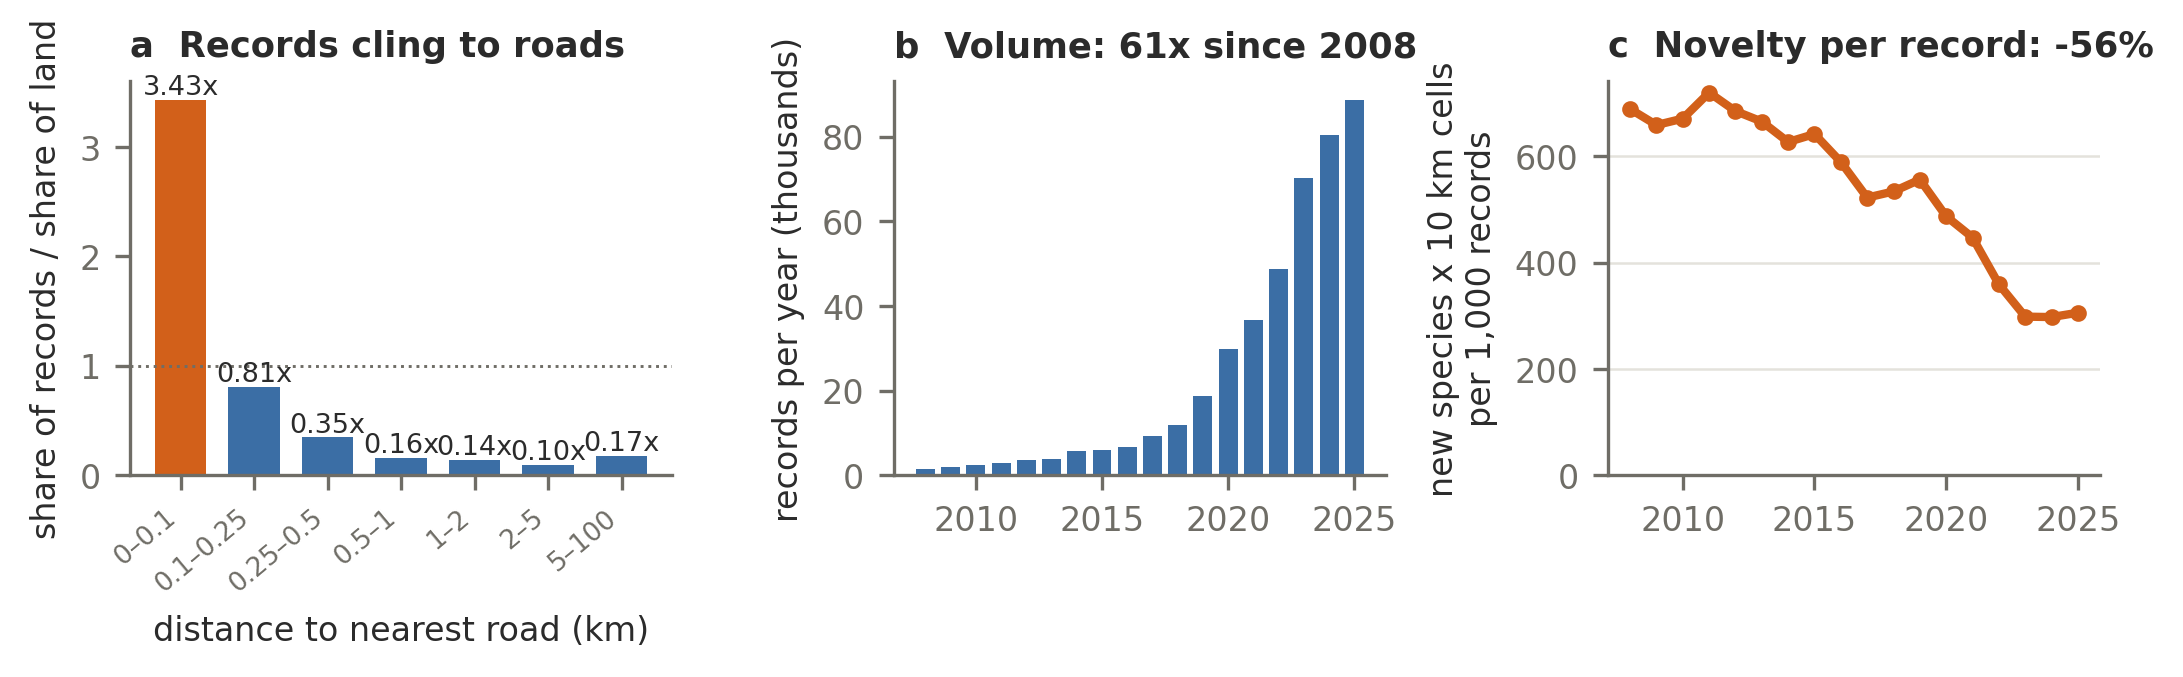 a  Records cling to roads
share of records / share of land
3
2
1
0
3.43x
0.81x
0.35x
0.16x
0.14x
0.10x
0.17x
0–0.1
0.1–0.25
0.25–0.5
0.5–1
1–2
2–5
5–100
distance to nearest road (km)
b  Volume: 61x since 2008
records per year (thousands)
80
60
40
20
0
2010
2015
2020
2025
c  Novelty per record: -56%
new species x 10 km cells
per 1,000 records
600
400
200
0
2010
2015
2020
2025